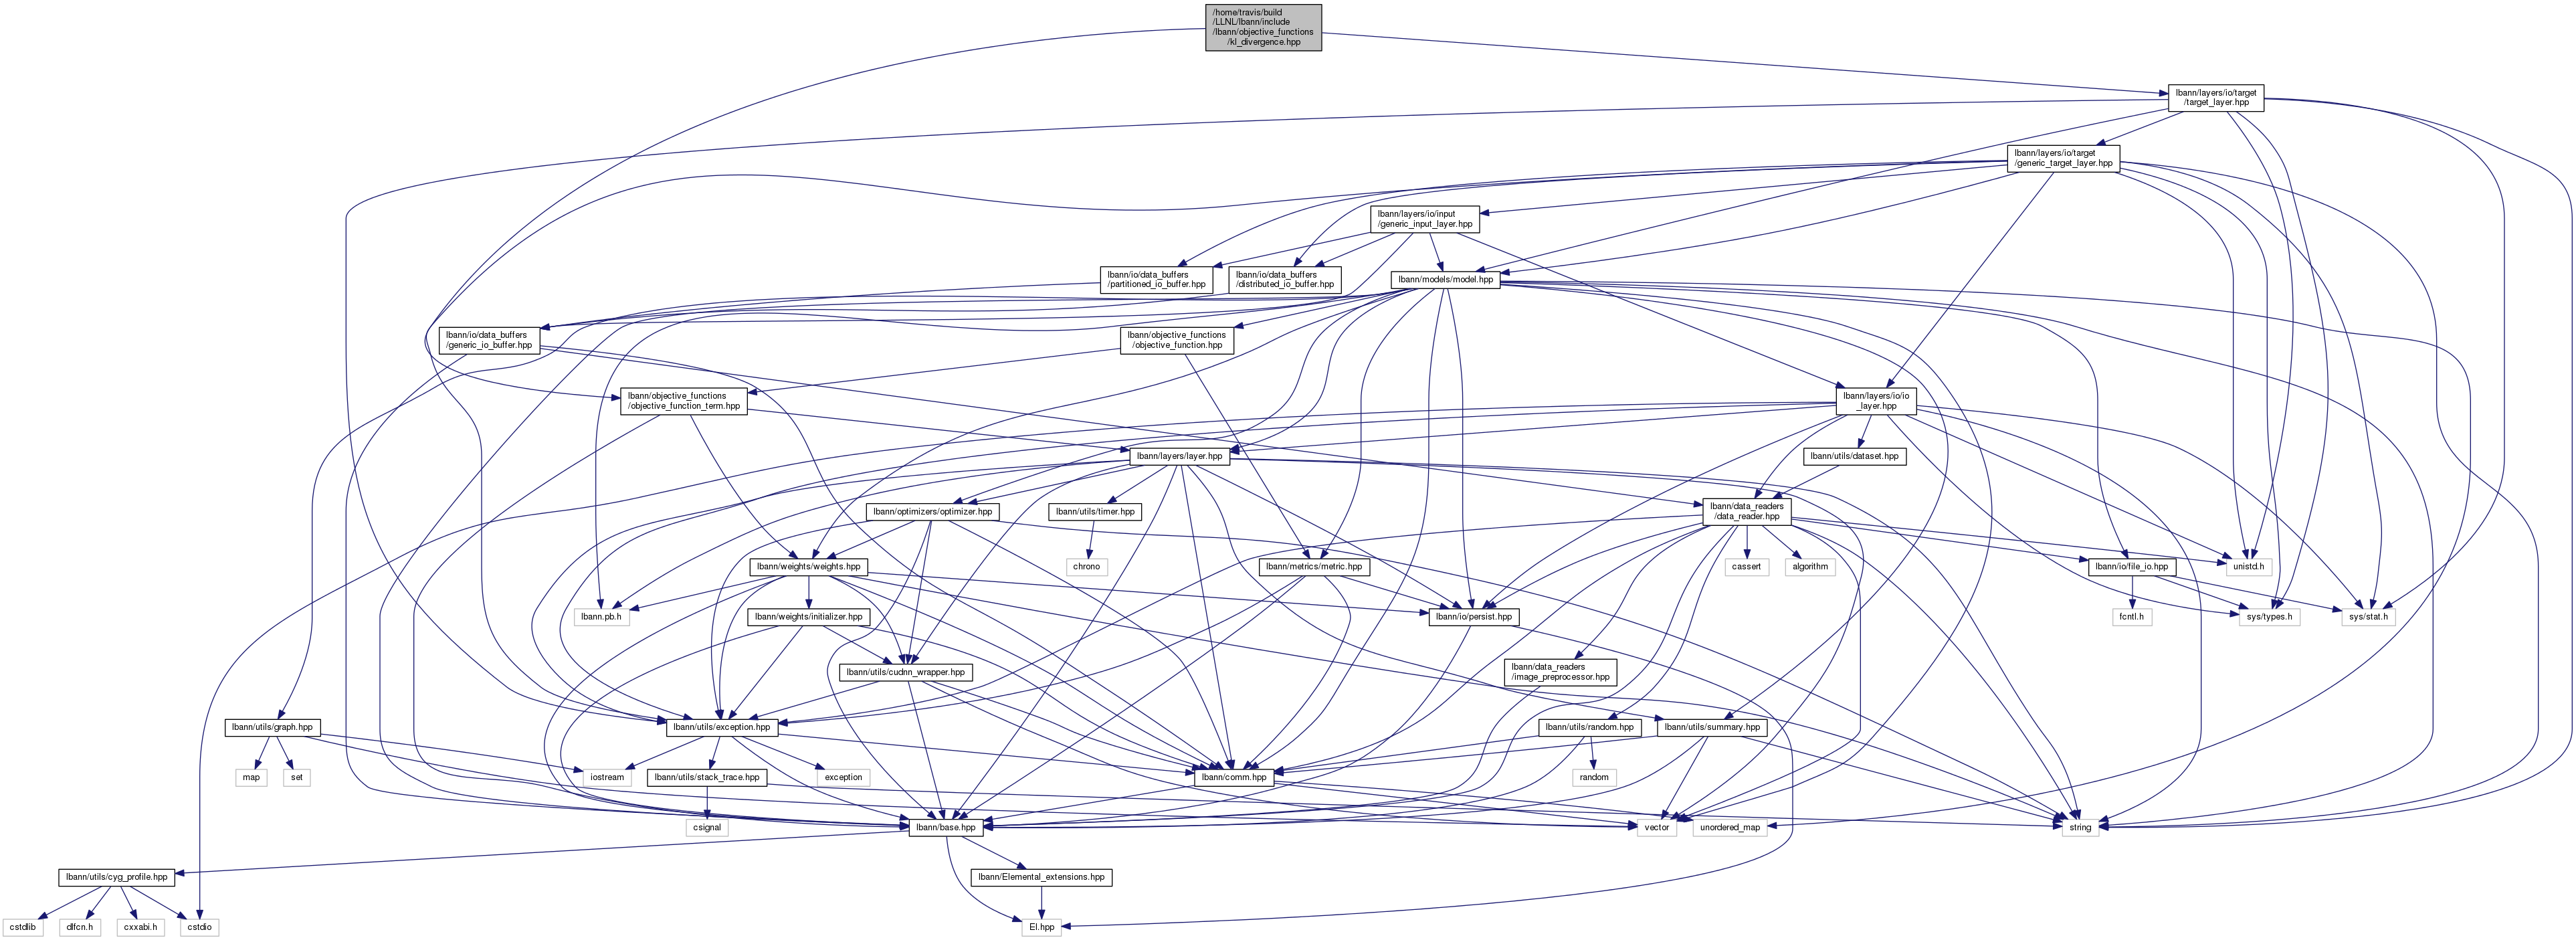 /home/travis/build
/LLNL/lbann/include
/lbann/objective_functions
/kl_divergence.hpp
lbann/layers/io/target
/target_layer.hpp
lbann/layers/io/target
/generic_target_layer.hpp
lbann/layers/io/input
/generic_input_layer.hpp
lbann/io/data_buffers
/partitioned_io_buffer.hpp
lbann/io/data_buffers
/distributed_io_buffer.hpp
lbann/models/model.hpp
lbann/io/data_buffers
/generic_io_buffer.hpp
lbann/objective_functions
/objective_function.hpp
lbann/objective_functions
/objective_function_term.hpp
lbann/layers/io/io
_layer.hpp
lbann/layers/layer.hpp
lbann/utils/dataset.hpp
lbann/optimizers/optimizer.hpp
lbann/utils/timer.hpp
lbann/data_readers
/data_reader.hpp
lbann/weights/weights.hpp
chrono
lbann/metrics/metric.hpp
cassert
algorithm
lbann/io/file_io.hpp
unistd.h
lbann.pb.h
lbann/weights/initializer.hpp
lbann/io/persist.hpp
fcntl.h
sys/types.h
sys/stat.h
lbann/utils/cudnn_wrapper.hpp
lbann/data_readers
/image_preprocessor.hpp
lbann/utils/graph.hpp
lbann/utils/exception.hpp
lbann/utils/random.hpp
lbann/utils/summary.hpp
map
set
iostream
lbann/utils/stack_trace.hpp
exception
lbann/comm.hpp
random
csignal
lbann/base.hpp
vector
unordered_map
string
lbann/utils/cyg_profile.hpp
lbann/Elemental_extensions.hpp
cstdlib
dlfcn.h
cxxabi.h
cstdio
El.hpp